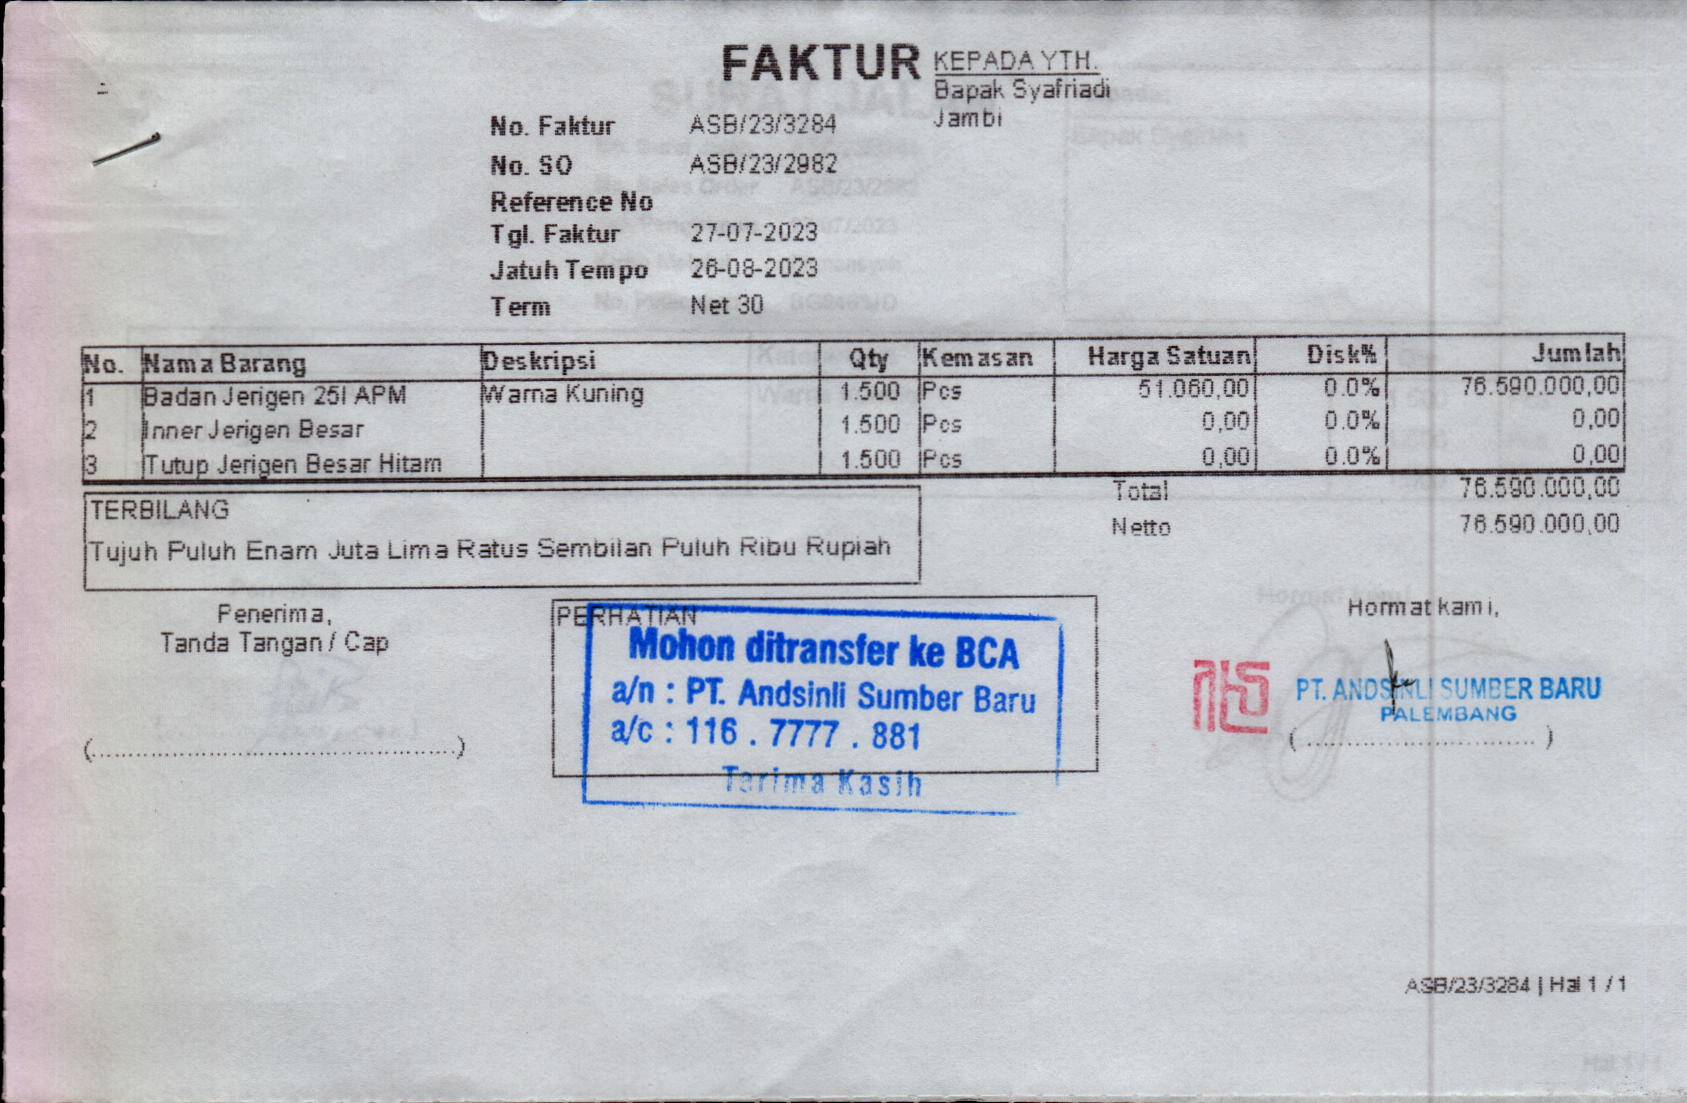 FAKTUR
KEPADA YTH.
Bapak Syafriadi
Jambi
No. Faktur ASB/23/3284
No. SO ASB/23/2982
Reference No
Tgl. Faktur 27-07-2023
Jatuh Tempo 26-08-2023
Term Net 30
No. Nama Barang Deskripsi Qty Kemasan Harga Satuan Disk% Jumlah
1 Badan Jerigen 25l APM Warna Kuning 1.500 Pcs 51.060,00 0.0% 76.590.000,00
2 Inner Jerigen Besar 1.500 Pcs 0,00 0.0% 0,00
3 Tutup Jerigen Besar Hitam 1.500 Pcs 0,00 0.0% 0,00
Total 76.590.000,00
Netto 76.590.000,00
TERBILANG
Tujuh Puluh Enam Juta Lima Ratus Sembilan Puluh Ribu Rupiah
Penerima,
Tanda Tangan / Cap
(........................................................)
PERHATIAN
Mohon ditransfer ke BCA
a/n : PT. Andsinli Sumber Baru
a/c : 116 . 7777 . 881
Terima Kasih
Hormat kami,
PT. ANDSINLI SUMBER BARU
PALEMBANG
( .................................. )
ASB/23/3284 | Hal 1 / 1